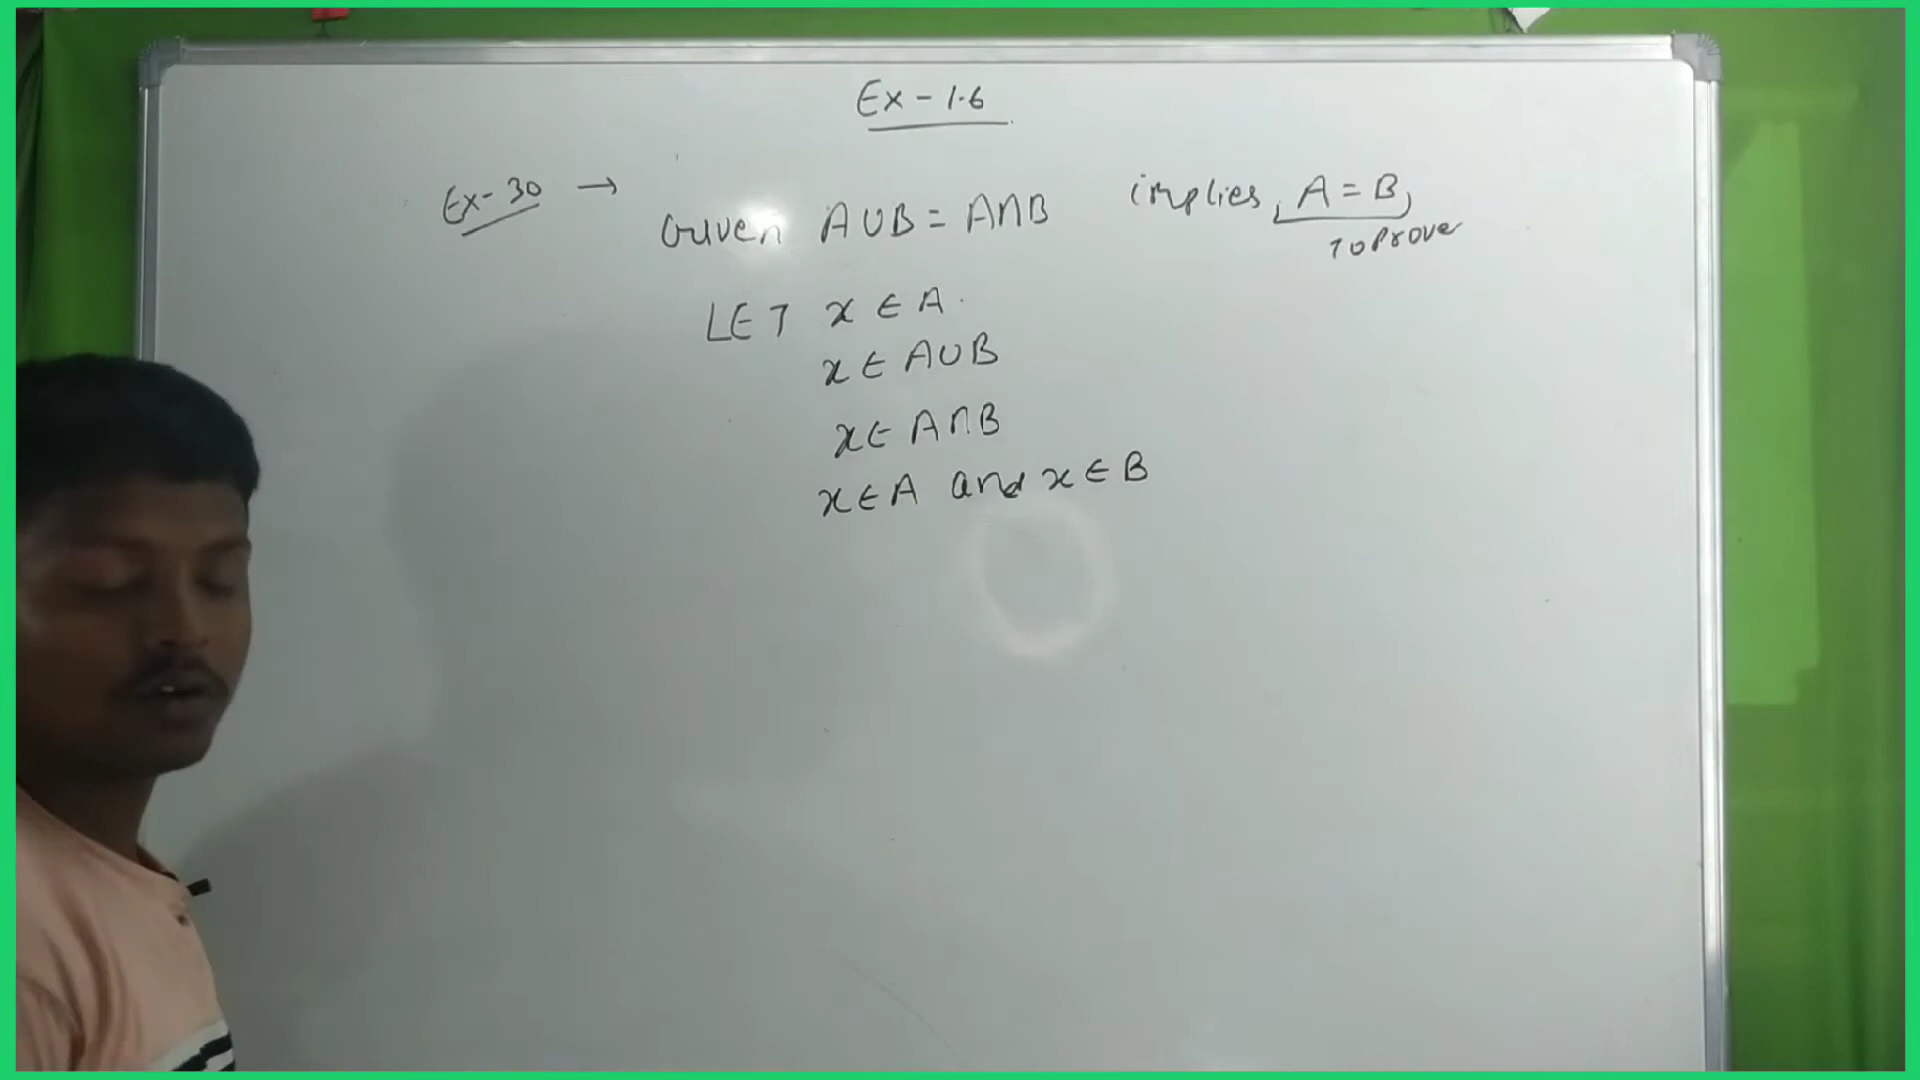 Ex - 1.6
Ex- 30 → Given A∪B = A∩B implies, A = B,
To Prove
LET x ∈ A.
x ∈ A∪B
x ∈ A∩B
x ∈ A and x ∈ B